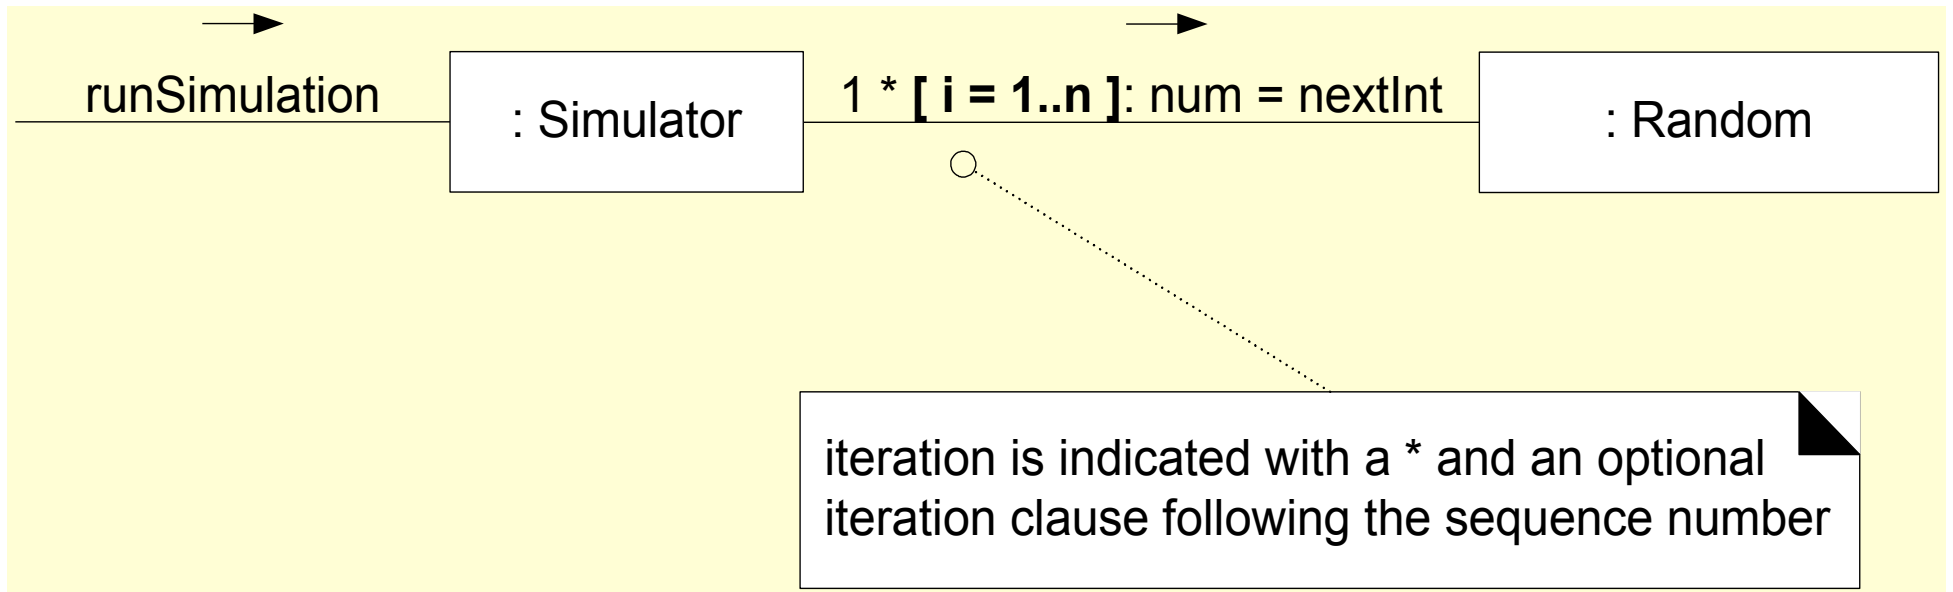 runSimulation
: Simulator
1 * [ i = 1..n ]: num = nextInt
: Random
iteration is indicated with a * and an optional
iteration clause following the sequence number